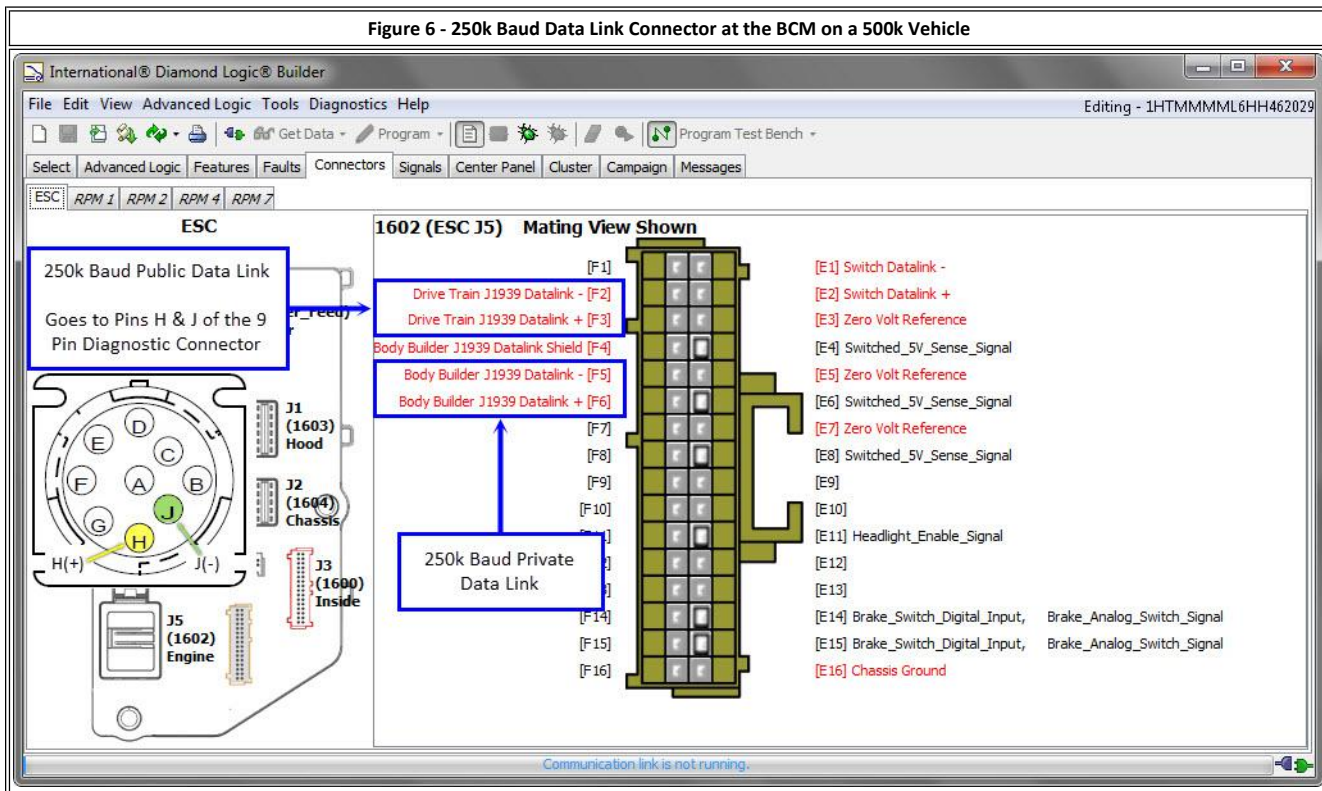 Figure 6 - 250k Baud Data Link Connector at the BCM on a 500k Vehicle
International® Diamond Logic® Builder
File Edit View Advanced Logic Tools Diagnostics Help
Editing - 1HTMMMML6HH462029
Get Data
Program
Program Test Bench
Select Advanced Logic Features Faults Connectors Signals Center Panel Cluster Campaign Messages
ESC RPM 1 RPM 2 RPM 4 RPM 7
ESC
1602 (ESC J5) Mating View Shown
250k Baud Public Data Link
Goes to Pins H & J of the 9
Pin Diagnostic Connector
D
E
C
F
A
B
G
J
H
H(+)
J(-)
J1
(1603)
Hood
J2
(1604)
Chassis
J3
(1600)
Inside
J5
(1602)
Engine
[F1]
Drive Train J1939 Datalink - [F2]
Drive Train J1939 Datalink + [F3]
Body Builder J1939 Datalink Shield [F4]
Body Builder J1939 Datalink - [F5]
Body Builder J1939 Datalink + [F6]
[F7]
[F8]
[F9]
[F10]
250k Baud Private
Data Link
[F14]
[F15]
[F16]
[E1] Switch Datalink -
[E2] Switch Datalink +
[E3] Zero Volt Reference
[E4] Switched_5V_Sense_Signal
[E5] Zero Volt Reference
[E6] Switched_5V_Sense_Signal
[E7] Zero Volt Reference
[E8] Switched_5V_Sense_Signal
[E9]
[E10]
[E11] Headlight_Enable_Signal
[E12]
[E13]
[E14] Brake_Switch_Digital_Input, Brake_Analog_Switch_Signal
[E15] Brake_Switch_Digital_Input, Brake_Analog_Switch_Signal
[E16] Chassis Ground
Communication link is not running.